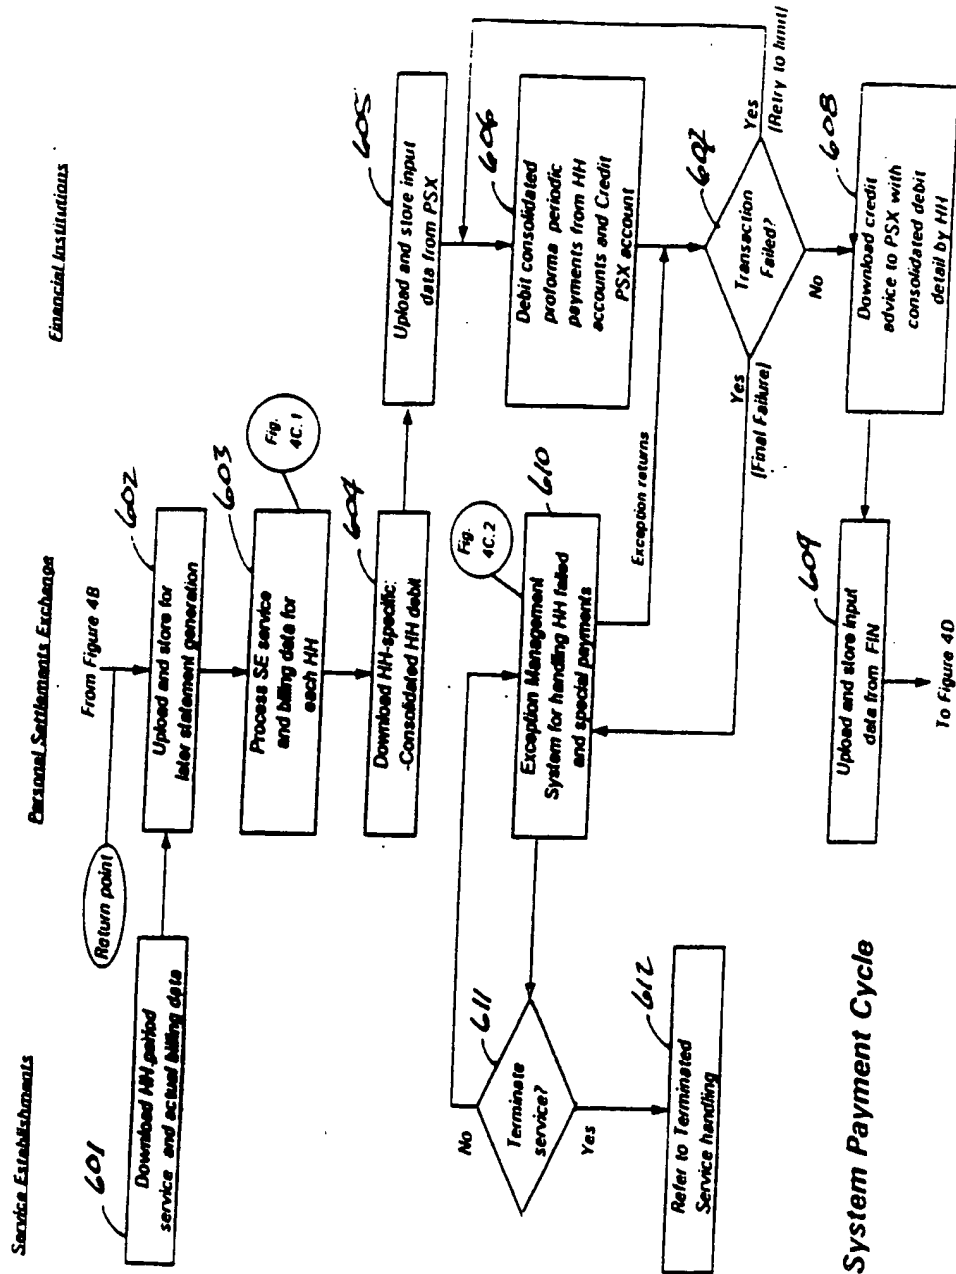 Service Establishments
Personal Settlements Exchange
Financial Institutions
Return point
From Figure 4B
601
Download HH period
service and actual billing data
602
Upload and store for
later statement generation
603
Process SE service
and billing data for
each HH
Fig.
4C.1
604
Download HH-specific:
-Consolidated HH debit
605
Upload and store input
data from PSX
606
Debit consolidated
proforma periodic
payments from HH
accounts and Credit
PSX account
607
Transaction
Failed?
Yes
[Retry to limit]
Yes
[Final Failure]
No
Exception returns
608
Download credit
advice to PSX with
consolidated debit
detail by HH
609
Upload and store input
data from FIN
To Figure 4D
610
Fig.
4C.2
Exception Management
System for handling HH failed
and special payments
611
Terminate
service?
No
Yes
612
Refer to Terminated
Service handling
System Payment Cycle